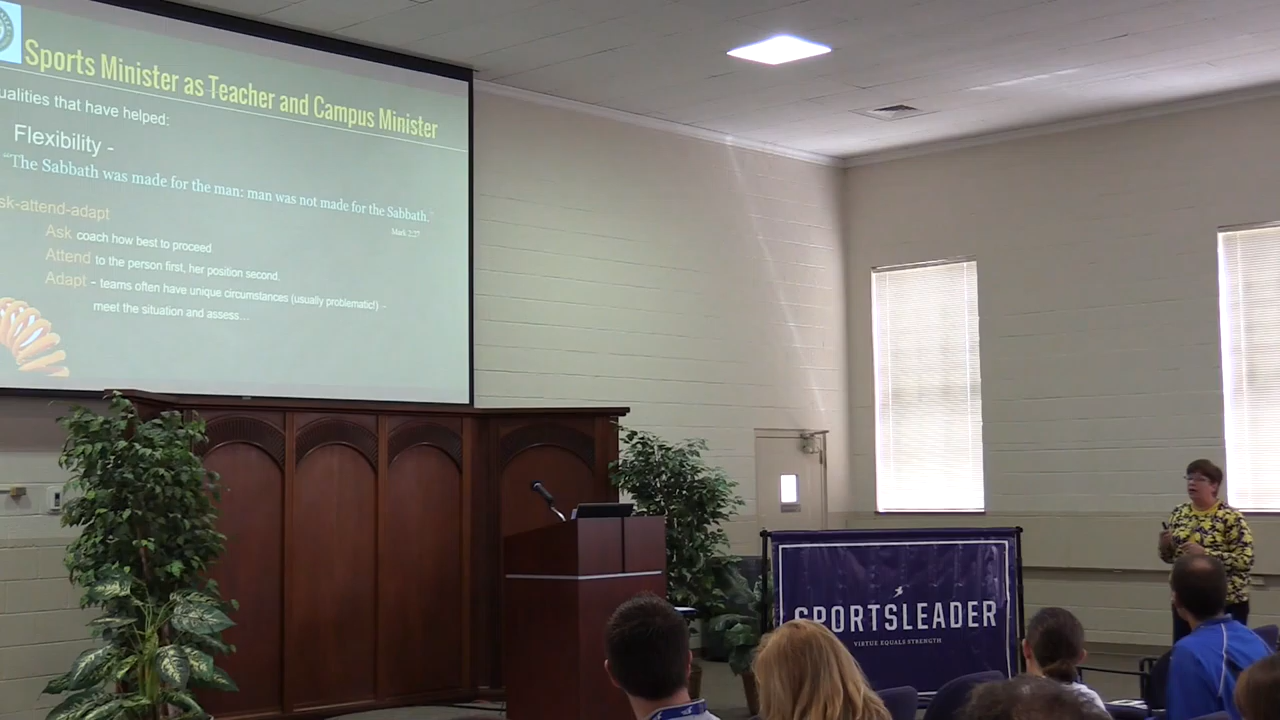 Sports Minister as Teacher and Campus Minister
ualities that have helped:
Flexibility -
“The Sabbath was made for the man: man was not made for the Sabbath.”
Mark 2:27
sk-attend-adapt
Ask coach how best to proceed
Attend to the person first, her position second.
Adapt - teams often have unique circumstances (usually problematic!) –
meet the situation and assess...
SPORTSLEADER
VIRTUE EQUALS STRENGTH